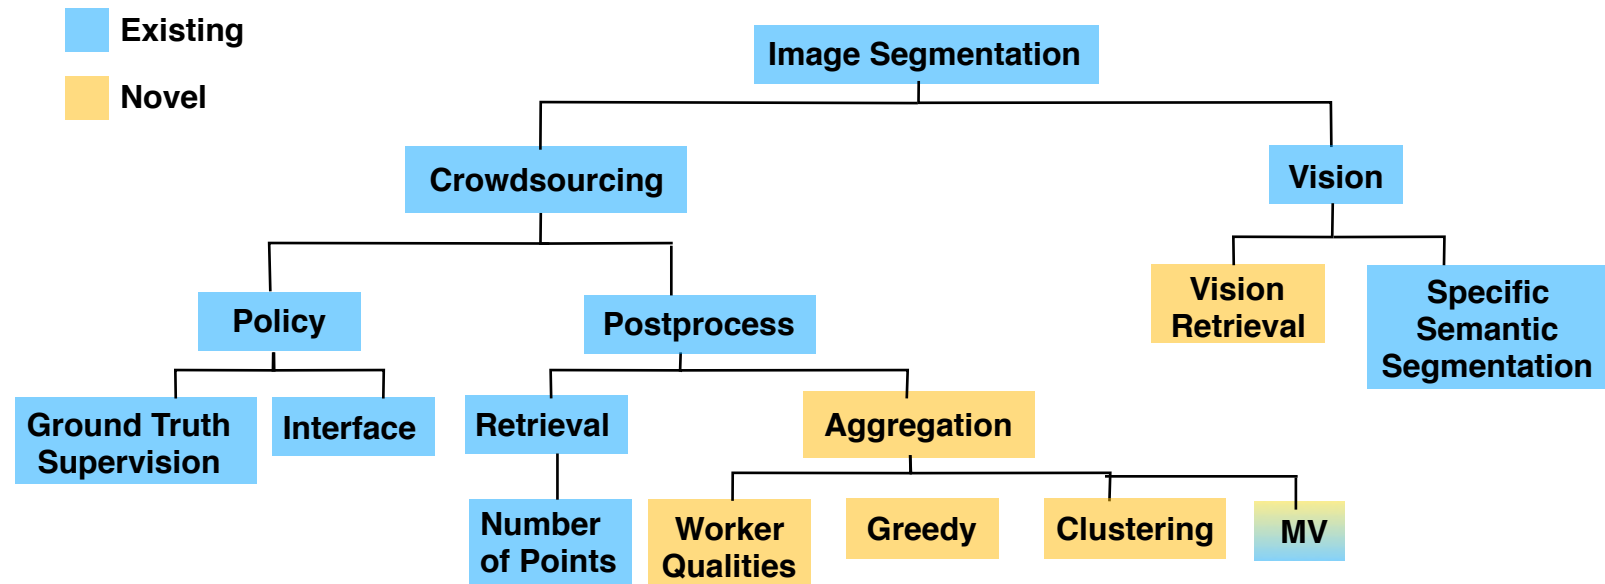 Existing
Novel
Image Segmentation
Crowdsourcing
Vision
Policy
Postprocess
Vision
Retrieval
Specific
Semantic
Segmentation
Ground Truth
Supervision
Interface
Retrieval
Aggregation
Number
of Points
Worker
Qualities
Greedy
Clustering
MV